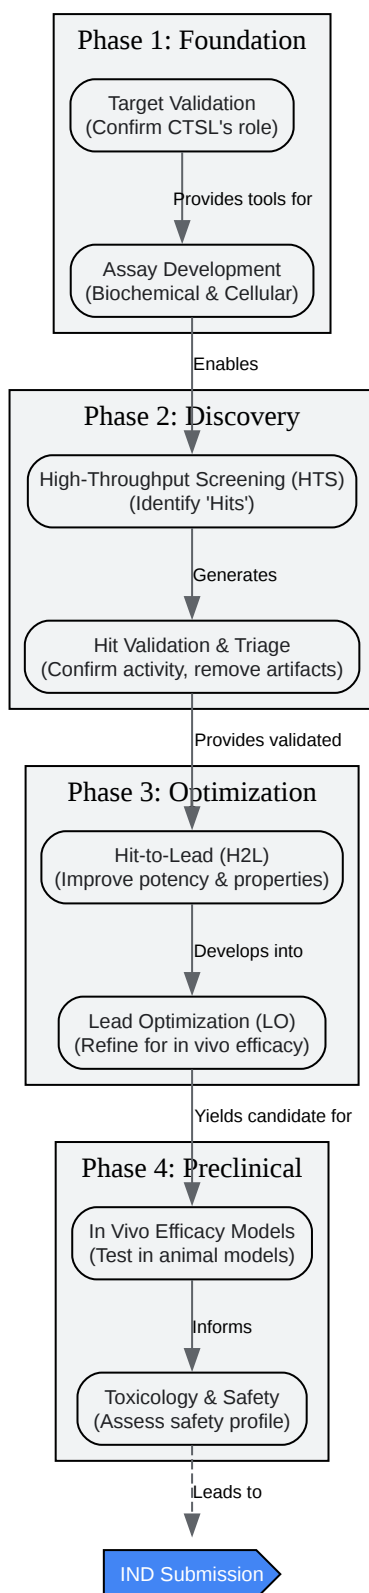 Phase 1: Foundation
Target Validation
(Confirm CTSL's role)
Provides tools for
Assay Development
(Biochemical & Cellular)
Enables
Phase 2: Discovery
High-Throughput Screening (HTS)
(Identify 'Hits')
Generates
Hit Validation & Triage
(Confirm activity, remove artifacts)
Provides validated
Phase 3: Optimization
Hit-to-Lead (H2L)
(Improve potency & properties)
Develops into
Lead Optimization (LO)
(Refine for in vivo efficacy)
Yields candidate for
Phase 4: Preclinical
In Vivo Efficacy Models
(Test in animal models)
Informs
Toxicology & Safety
(Assess safety profile)
Leads to
IND Submission